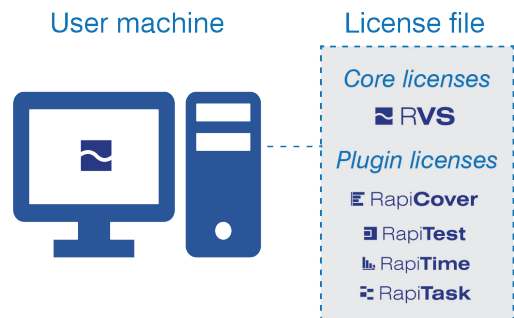 User machine
License file
Core licenses
RVS
Plugin licenses
RapiCover
RapiTest
RapiTime
RapiTask